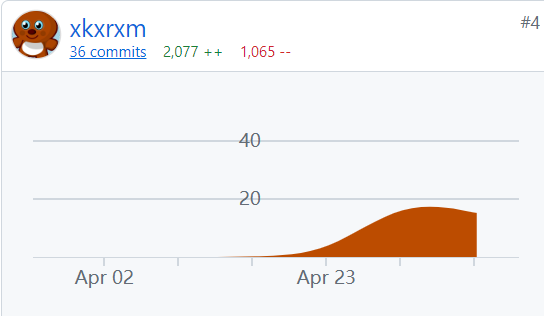 xkxrxm
#4
36 commits 2,077 ++ 1,065 --
40
20
Apr 02 Apr 23